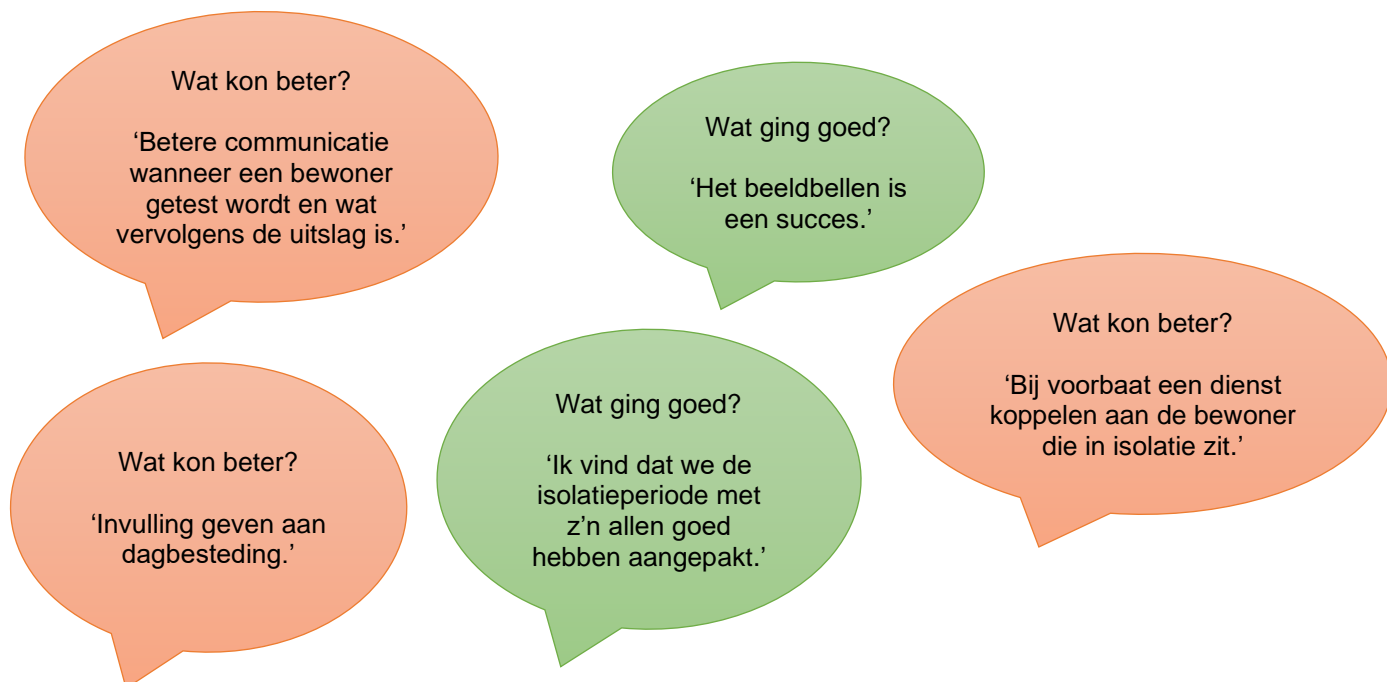 Wat kon beter?
‘Betere communicatie
wanneer een bewoner
getest wordt en wat
vervolgens de uitslag is.’
Wat ging goed?
‘Het beeldbellen is
een succes.’
Wat kon beter?
‘Bij voorbaat een dienst
koppelen aan de bewoner
die in isolatie zit.’
Wat kon beter?
‘Invulling geven aan
dagbesteding.’
Wat ging goed?
‘Ik vind dat we de
isolatieperiode met
z’n allen goed
hebben aangepakt.’